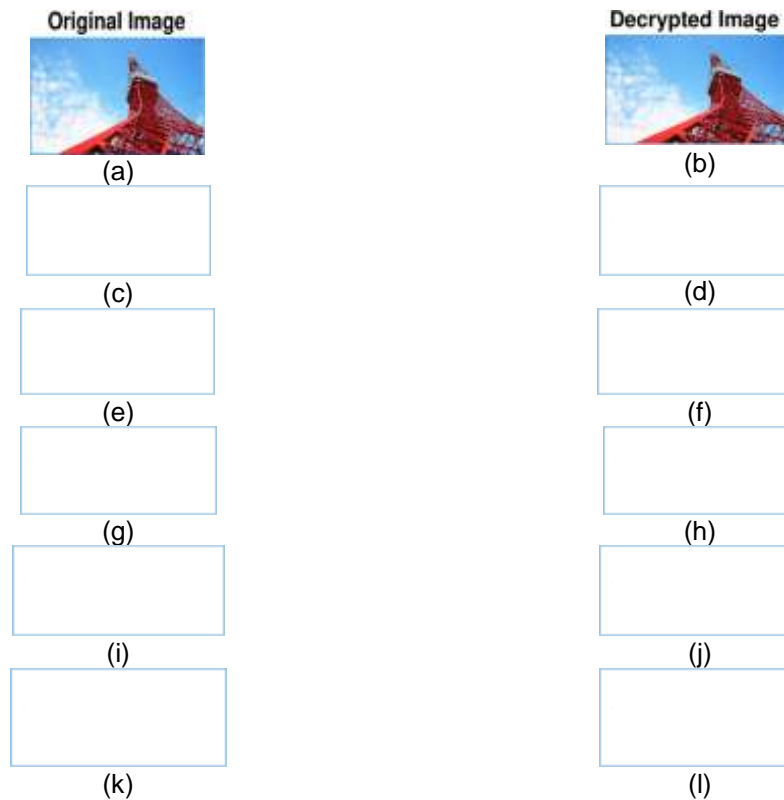 Original Image
Decrypted Image
(a)
(b)
(c)
(d)
(e)
(f)
(g)
(h)
(i)
(j)
(k)
(l)